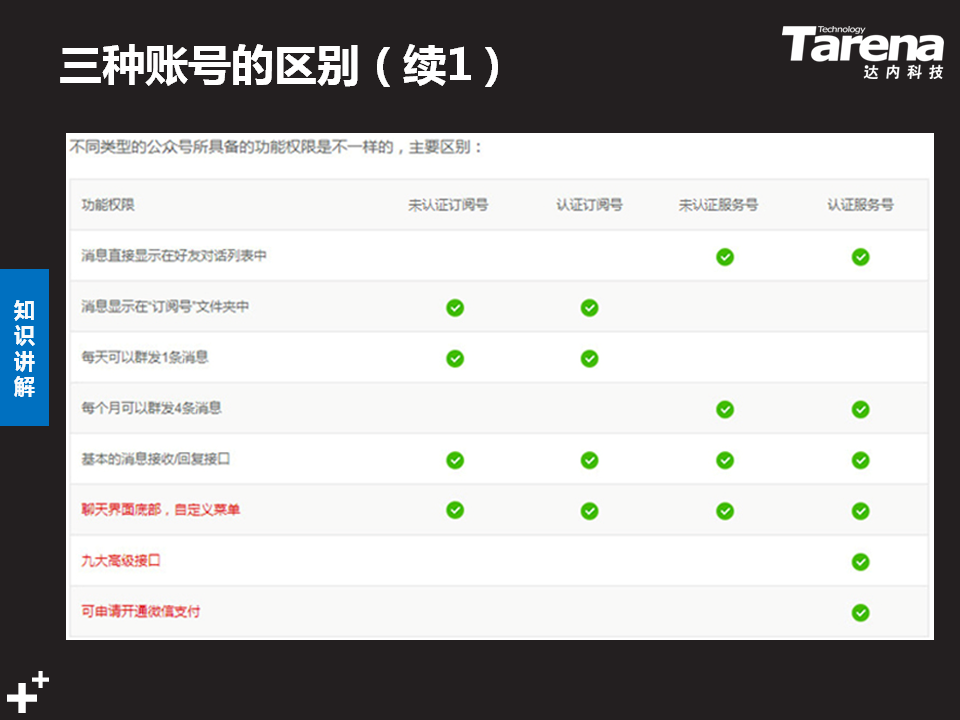 三种账号的区别（续1）
Technology
Tarena
达内科技
不同类型的公众号所具备的功能权限是不一样的，主要区别：
功能权限 未认证订阅号 认证订阅号 未认证服务号 认证服务号
消息直接显示在好友对话列表中
消息显示在“订阅号”文件夹中
每天可以群发1条消息
每个月可以群发4条消息
基本的消息接收/回复接口
聊天界面底部，自定义菜单
九大高级接口
可申请开通微信支付
知识讲解